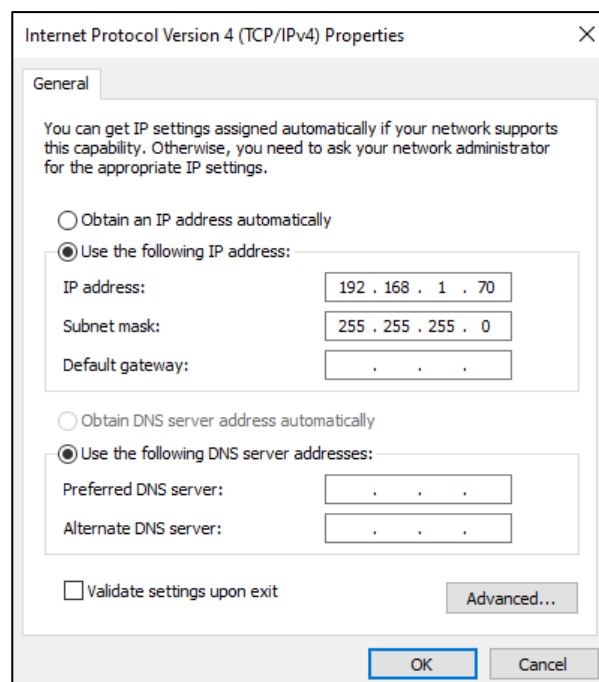 Internet Protocol Version 4 (TCP/IPv4) Properties
General
You can get IP settings assigned automatically if your network supports
this capability. Otherwise, you need to ask your network administrator
for the appropriate IP settings.
Obtain an IP address automatically
Use the following IP address:
IP address: 192 . 168 . 1 . 70
Subnet mask: 255 . 255 . 255 . 0
Default gateway: . . .
Obtain DNS server address automatically
Use the following DNS server addresses:
Preferred DNS server: . . .
Alternate DNS server: . . .
Validate settings upon exit
Advanced...
OK Cancel